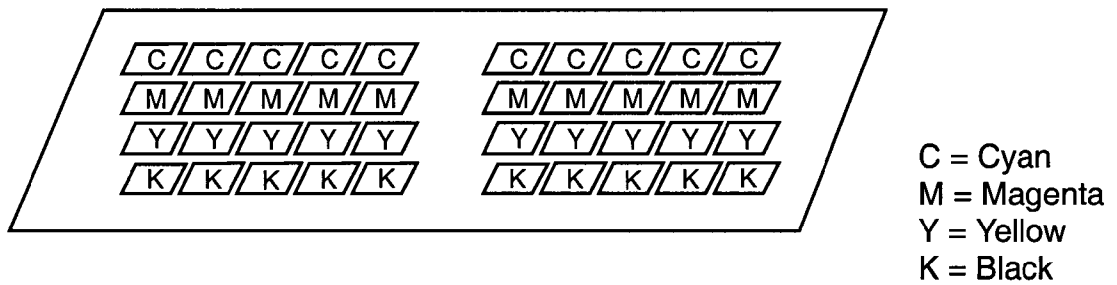 C C C C C C C C C C
M M M M M M M M M M
Y Y Y Y Y Y Y Y Y Y
K K K K K K K K K K
C = Cyan
M = Magenta
Y = Yellow
K = Black